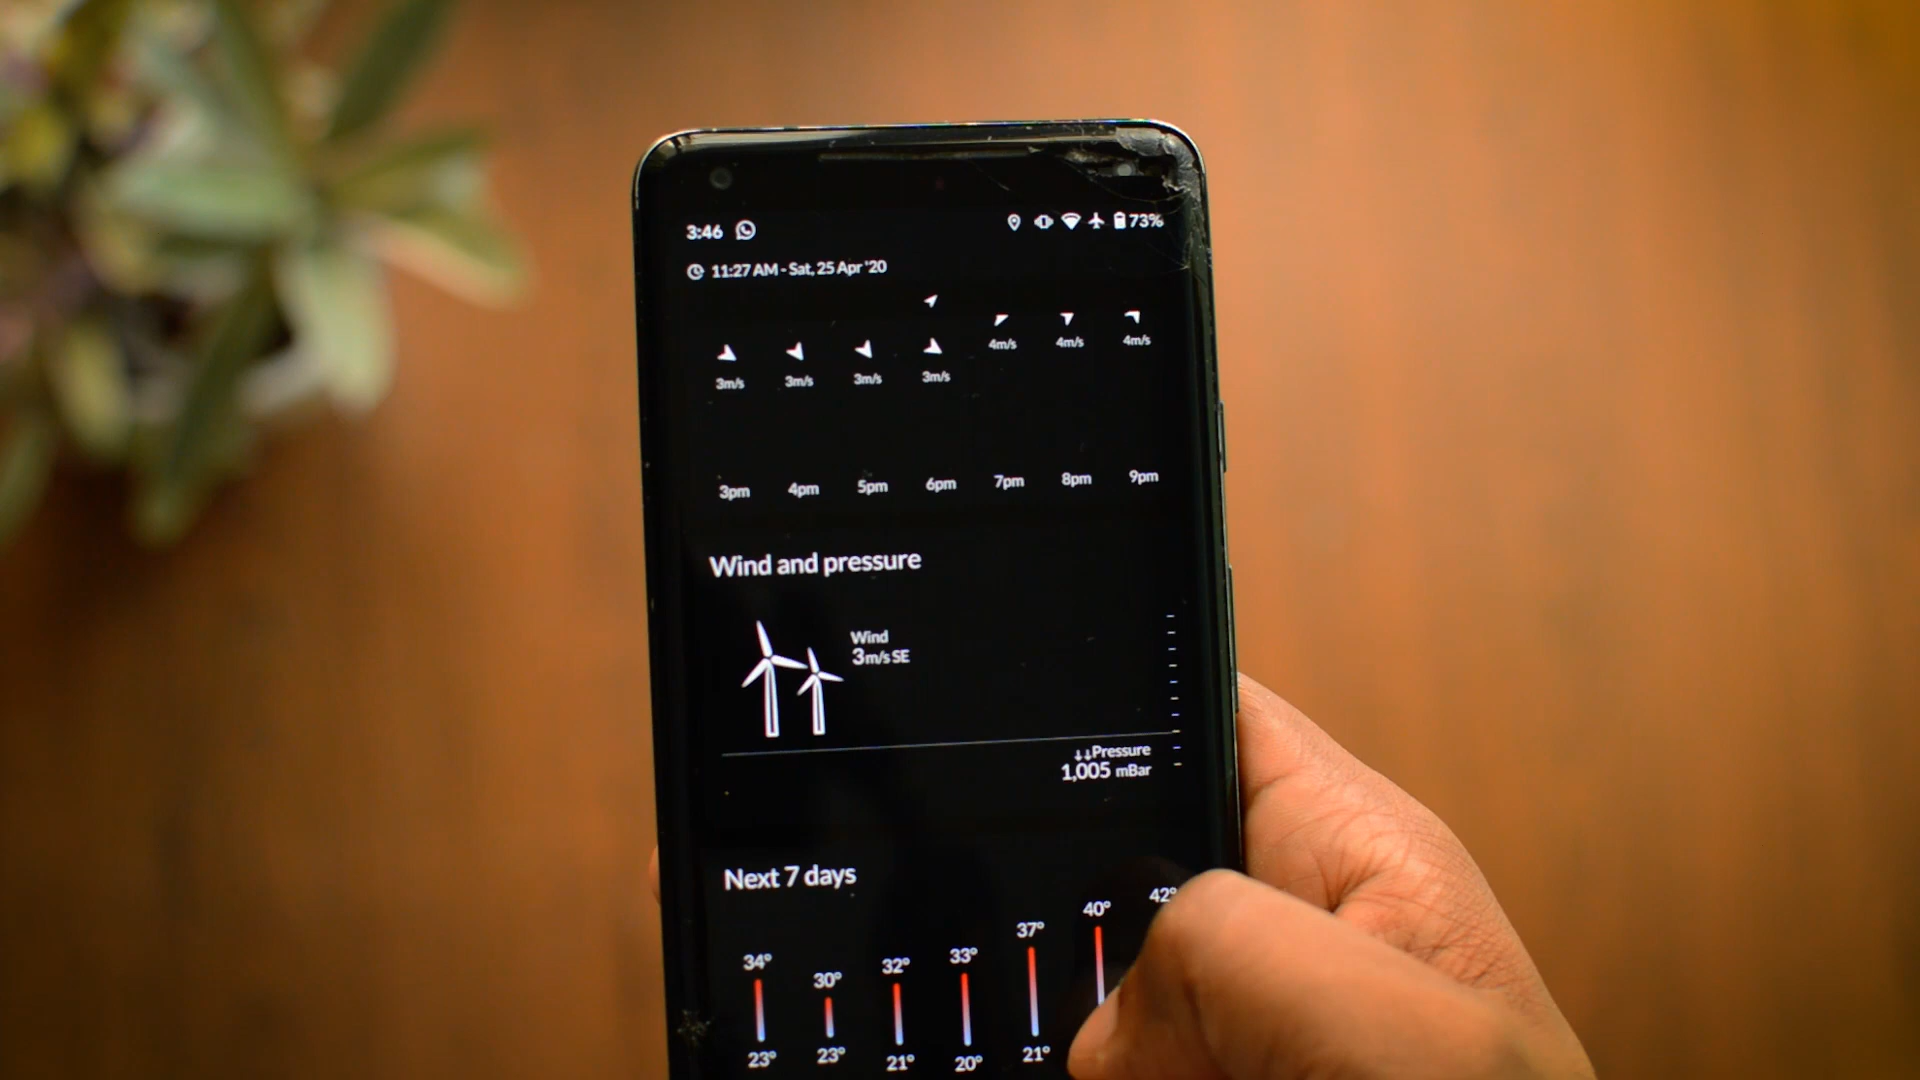 3:46 73%
11:27 AM - Sat, 25 Apr '20
4m/s 4m/s 4m/s
3m/s 3m/s 3m/s 3m/s
3pm 4pm 5pm 6pm 7pm 8pm 9pm
Wind and pressure
Wind
3m/s SE
↓↓Pressure
1,005 mBar
Next 7 days
34° 30° 32° 33° 37° 40° 42°
23° 23° 21° 20° 21°